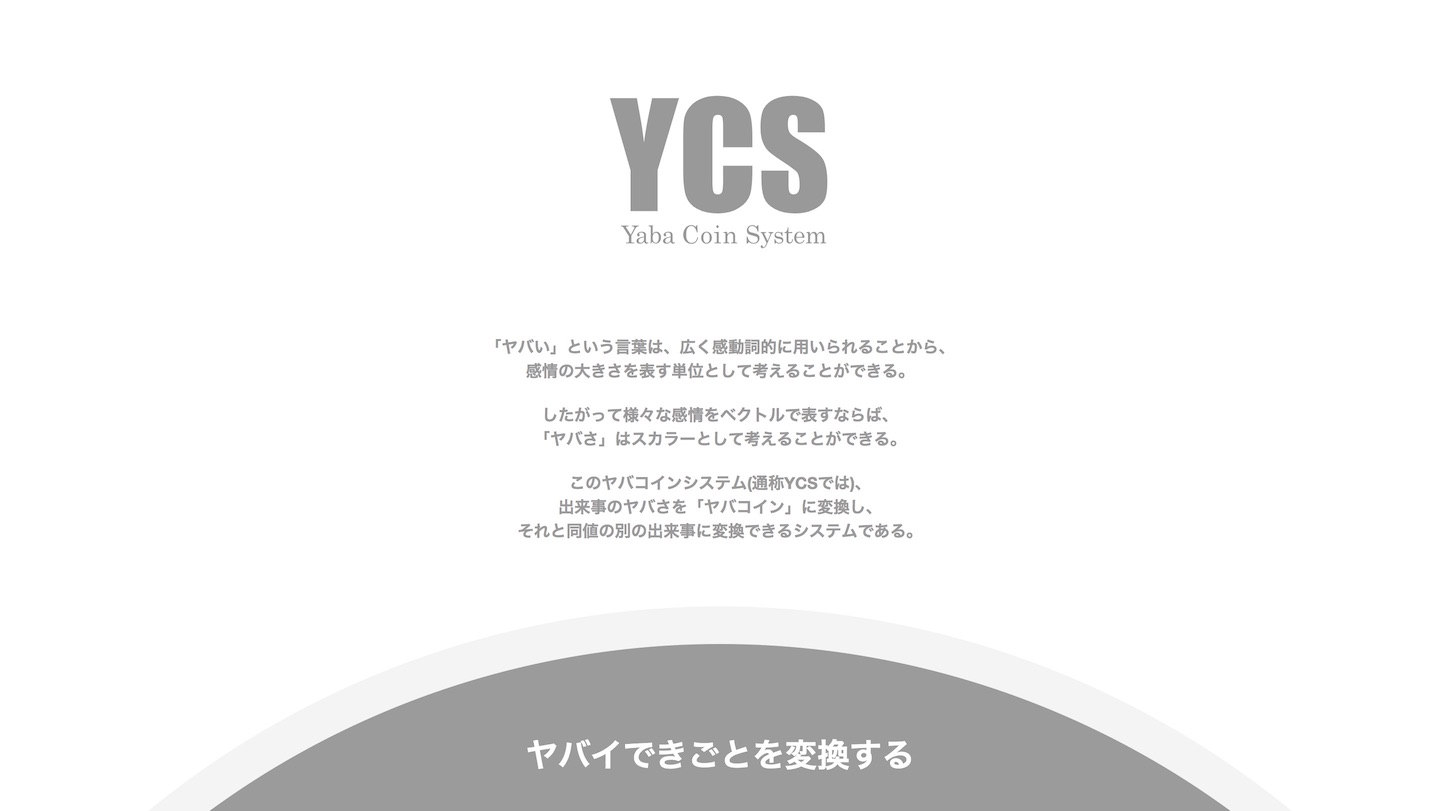 YCS
Yaba Coin System
「ヤバい」という言葉は、広く感動詞的に用いられることから、
感情の大きさを表す単位として考えることができる。
したがって様々な感情をベクトルで表すならば、
「ヤバさ」はスカラーとして考えることができる。
このヤバコインシステム(通称YCSでは)、
出来事のヤバさを「ヤバコイン」に変換し、
それと同値の別の出来事に変換できるシステムである。
ヤバイできごとを変換する